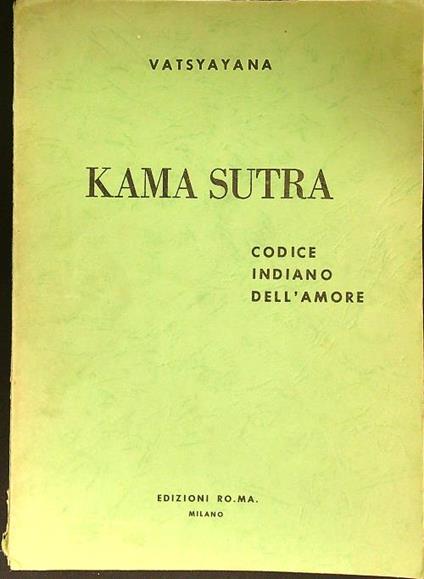 VATSYAYANA
KAMA SUTRA
CODICE
INDIANO
DELL'AMORE
EDIZIONI RO.MA.
MILANO